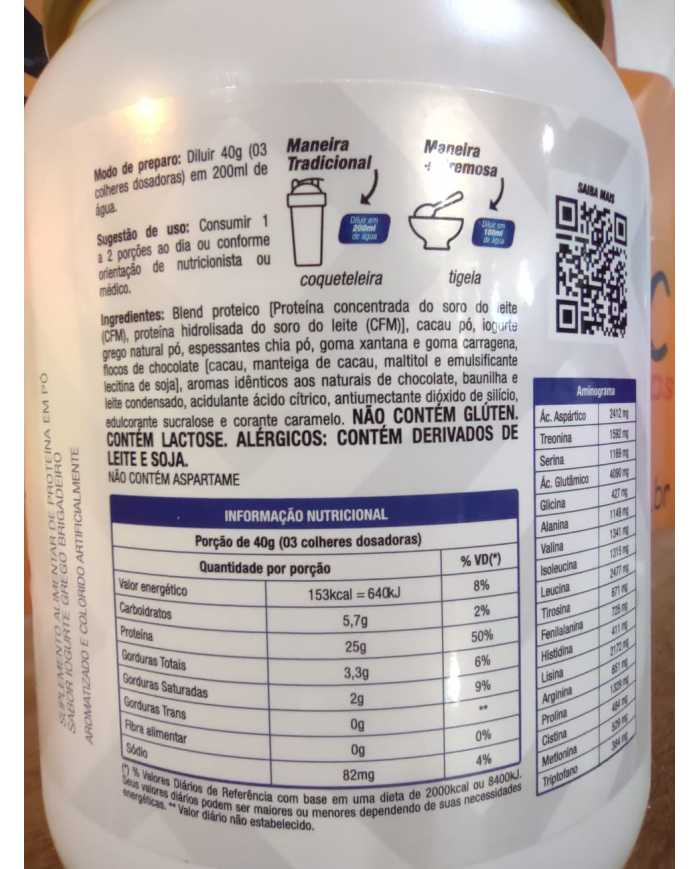 Modo de preparo: Diluir 40g (03
colheres dosadoras) em 200ml de
água.
Sugestão de uso: Consumir 1
a 2 porções ao dia ou conforme
orientação de nutricionista ou
médico.
Maneira
Tradicional
Diluir em
200ml
de água
coqueteleira
Maneira
Diluir em
100ml
de água
tigela
SAIBA MAIS
Ingredientes: Blend proteico [Proteína concentrada do soro do leite
(CFM), proteína hidrolisada do soro do leite (CFM)], cacau pó, iogurte
grego natural pó, espessantes chia pó, goma xantana e goma carragena,
flocos de chocolate [cacau, manteiga de cacau, maltitol e emulsificante
lecitina de soja], aromas idênticos aos naturais de chocolate, baunilha e
leite condensado, acidulante ácido cítrico, antiumectante dióxido de silício,
edulcorante sucralose e corante caramelo. NÃO CONTÉM GLÚTEN.
CONTÉM LACTOSE. ALÉRGICOS: CONTÉM DERIVADOS DE
LEITE E SOJA.
NÃO CONTÉM ASPARTAME
INFORMAÇÃO NUTRICIONAL
Porção de 40g (03 colheres dosadoras)
Quantidade por porção % VD(*)
Valor energético 153kcal = 640kJ 8%
Carboidratos 5,7g 2%
Proteína 25g 50%
Gorduras Totais 3,3g 6%
Gorduras Saturadas 2g 9%
Gorduras Trans 0g **
Fibra alimentar 0g 0%
Sódio 82mg 4%
(*) % Valores Diários de Referência com base em uma dieta de 2000kcal ou 8400kJ.
Seus valores diários podem ser maiores ou menores dependendo de suas necessidades
energéticas. ** Valor diário não estabelecido.
Aminograma
Ác. Aspártico 2412 mg
Treonina 1592 mg
Serina 1169 mg
Ác. Glutâmico 4090 mg
Glicina 427 mg
Alanina 1149 mg
Valina 1341 mg
Isoleucina 1315 mg
Leucina 2477 mg
Tirosina 671 mg
Fenilalanina 725 mg
Histidina 411 mg
Lisina 2172 mg
Arginina 651 mg
Prolina 1329 mg
Cistina 484 mg
Metionina 509 mg
Triptofano 364 mg
SUPLEMENTO ALIMENTAR DE PROTEÍNA EM PÓ
SABOR IOGURTE GREGO BRIGADEIRO
AROMATIZADO E COLORIDO ARTIFICIALMENTE
C
OS
br